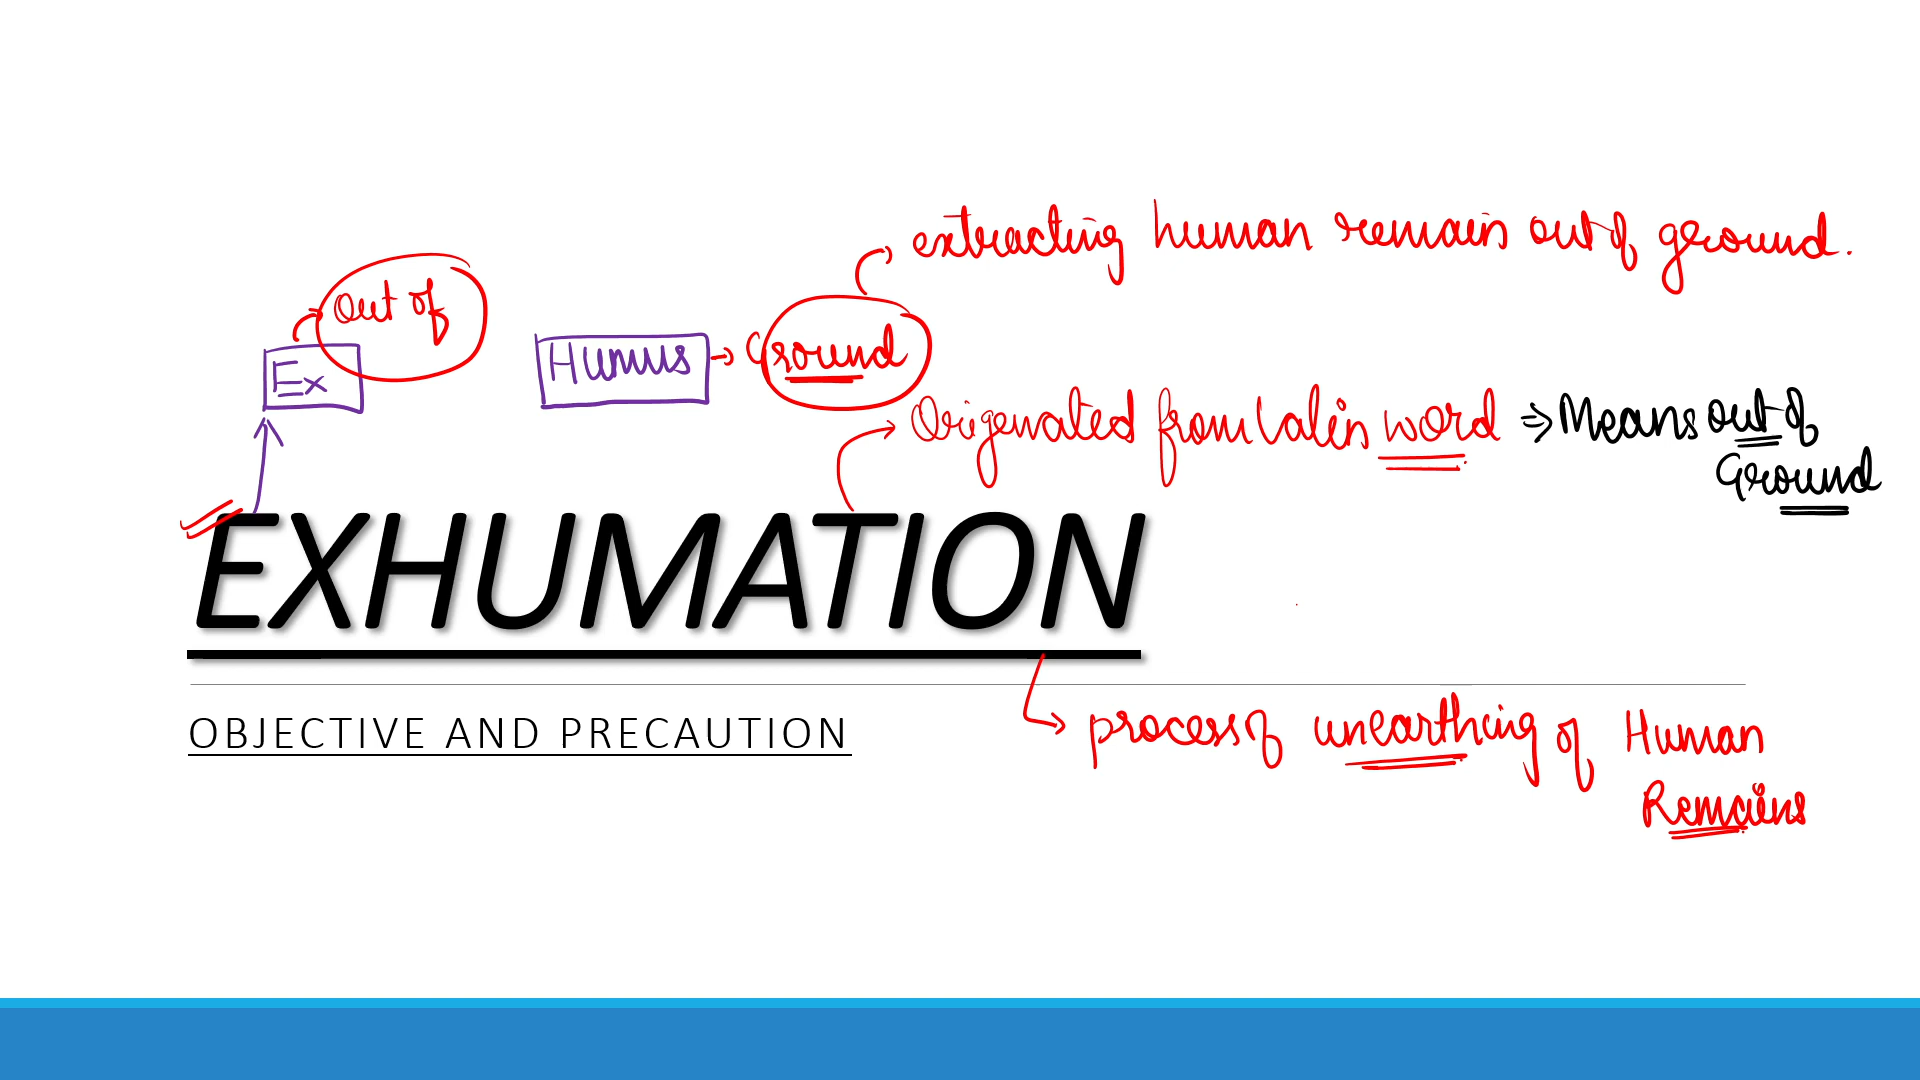 extracting human remain out of ground.
Out of
Ex
Humus
Ground
Origenated from Latin word ⇒ Means out of
Ground
EXHUMATION
OBJECTIVE AND PRECAUTION
process of unearthing of Human
Remains